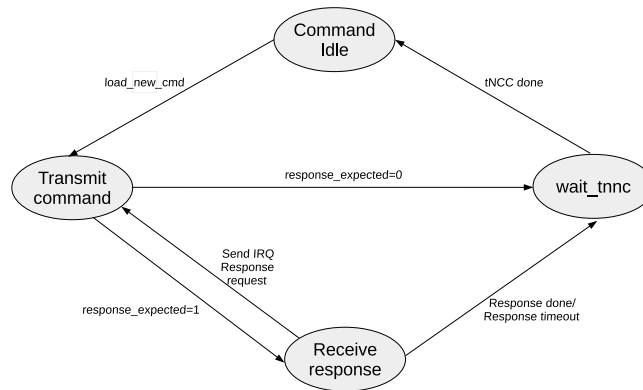 Command
Idle
load_new_cmd
tNCC done
Transmit
command
response_expected=0
wait_tnnc
Send IRQ
Response
request
response_expected=1
Response done/
Response timeout
Receive
response